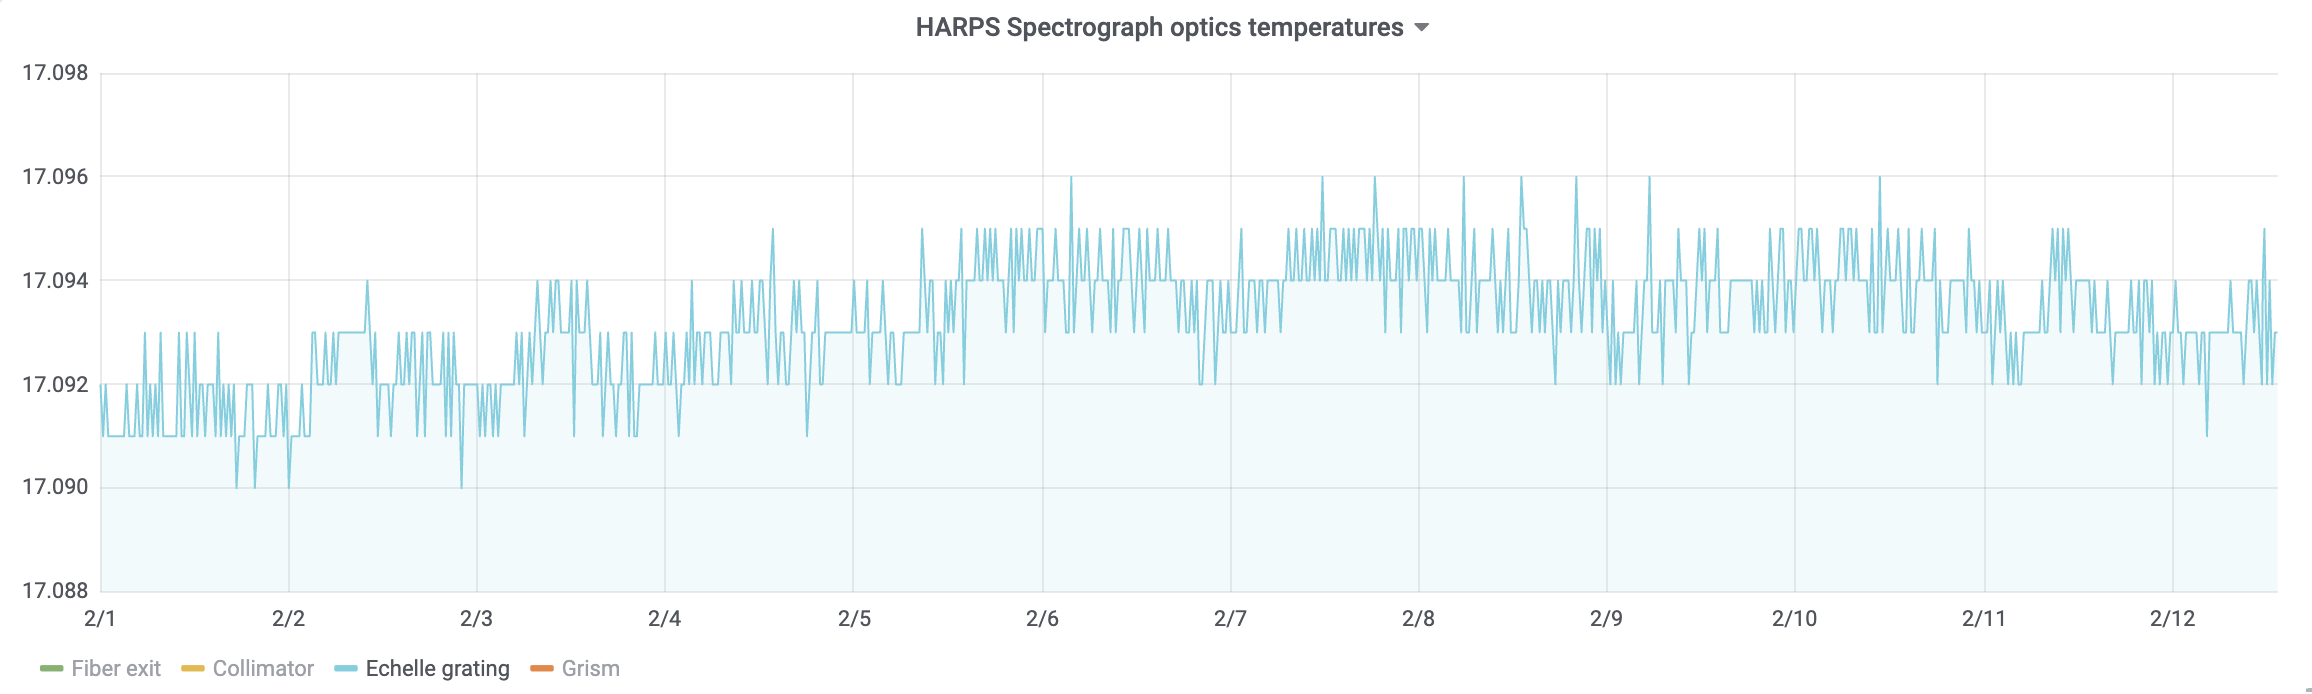 HARPS Spectrograph optics temperatures
17.098
17.096
17.094
17.092
17.090
17.088
2/1 2/2 2/3 2/4 2/5 2/6 2/7 2/8 2/9 2/10 2/11 2/12
Fiber exit Collimator Echelle grating Grism